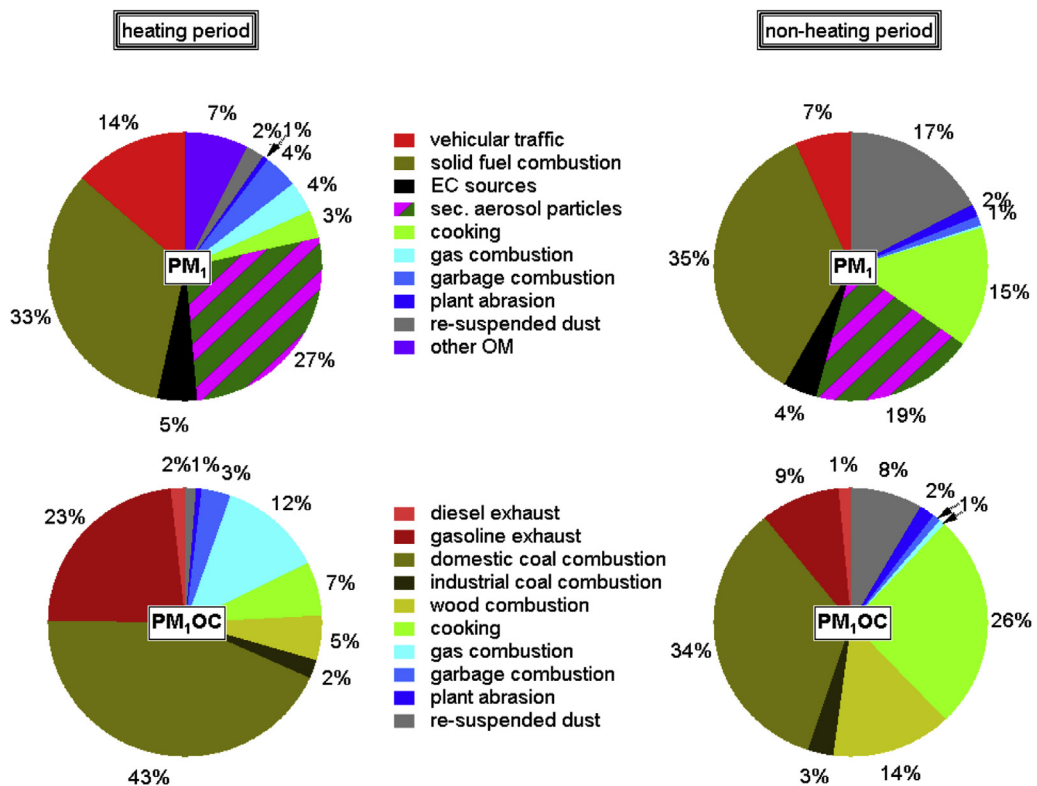 heating period
non-heating period
14%
7%
2%
1%
4%
4%
3%
27%
5%
33%
PM₁
vehicular traffic
solid fuel combustion
EC sources
sec. aerosol particles
cooking
gas combustion
garbage combustion
plant abrasion
re-suspended dust
other OM
7%
17%
2%
1%
15%
19%
4%
35%
PM₁
2%
1%
3%
12%
7%
5%
2%
43%
23%
PM₁OC
diesel exhaust
gasoline exhaust
domestic coal combustion
industrial coal combustion
wood combustion
cooking
gas combustion
garbage combustion
plant abrasion
re-suspended dust
9%
1%
8%
2%
1%
26%
14%
3%
34%
PM₁OC